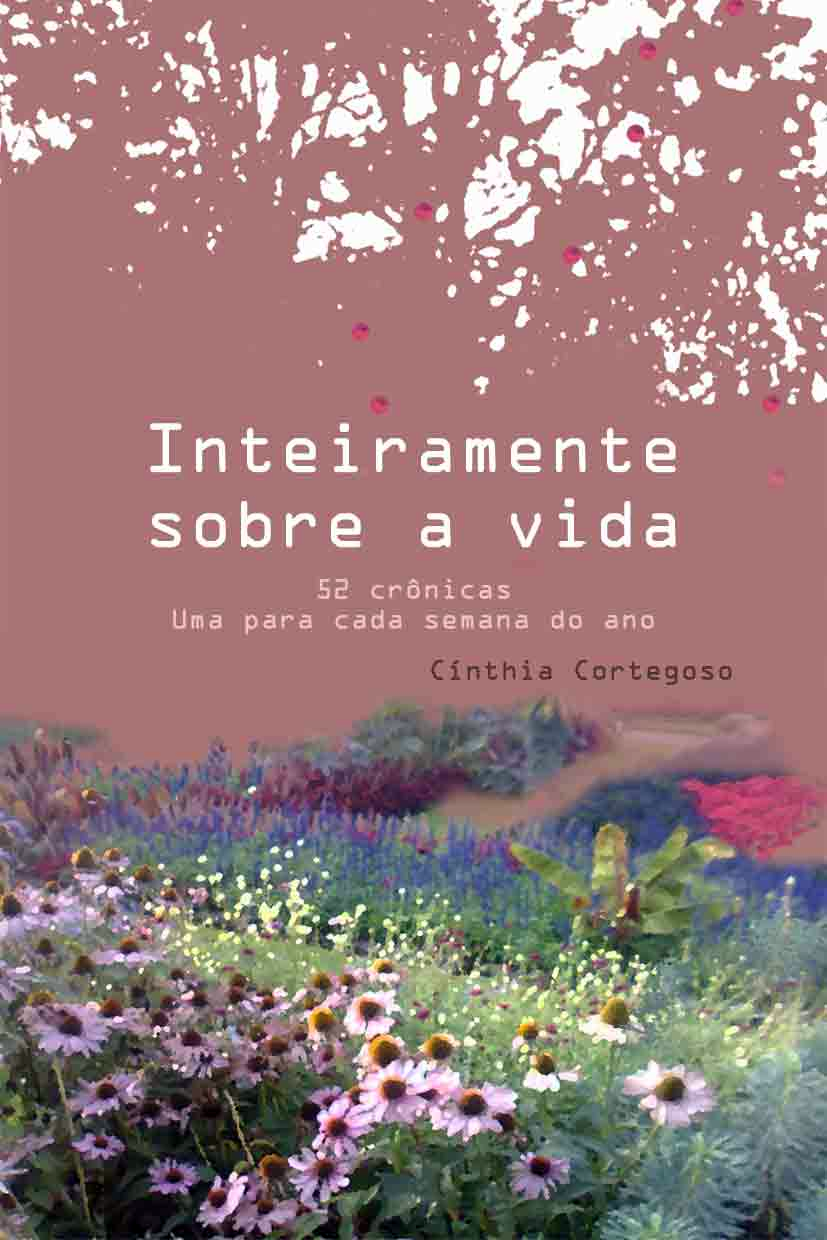 Inteiramente
sobre a vida
52 crônicas
Uma para cada semana do ano
Cínthia Cortegoso